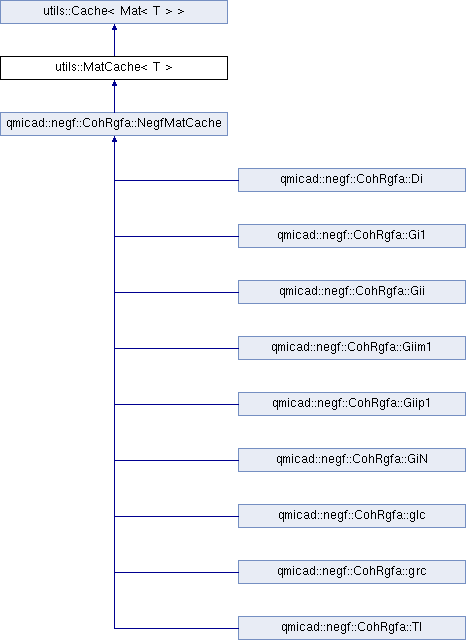 utils::Cache< Mat< T > >
utils::MatCache< T >
qmicad::negf::CohRgfa::NegfMatCache
qmicad::negf::CohRgfa::Di
qmicad::negf::CohRgfa::Gi1
qmicad::negf::CohRgfa::Gii
qmicad::negf::CohRgfa::Giim1
qmicad::negf::CohRgfa::Giip1
qmicad::negf::CohRgfa::GiN
qmicad::negf::CohRgfa::glc
qmicad::negf::CohRgfa::grc
qmicad::negf::CohRgfa::Tl